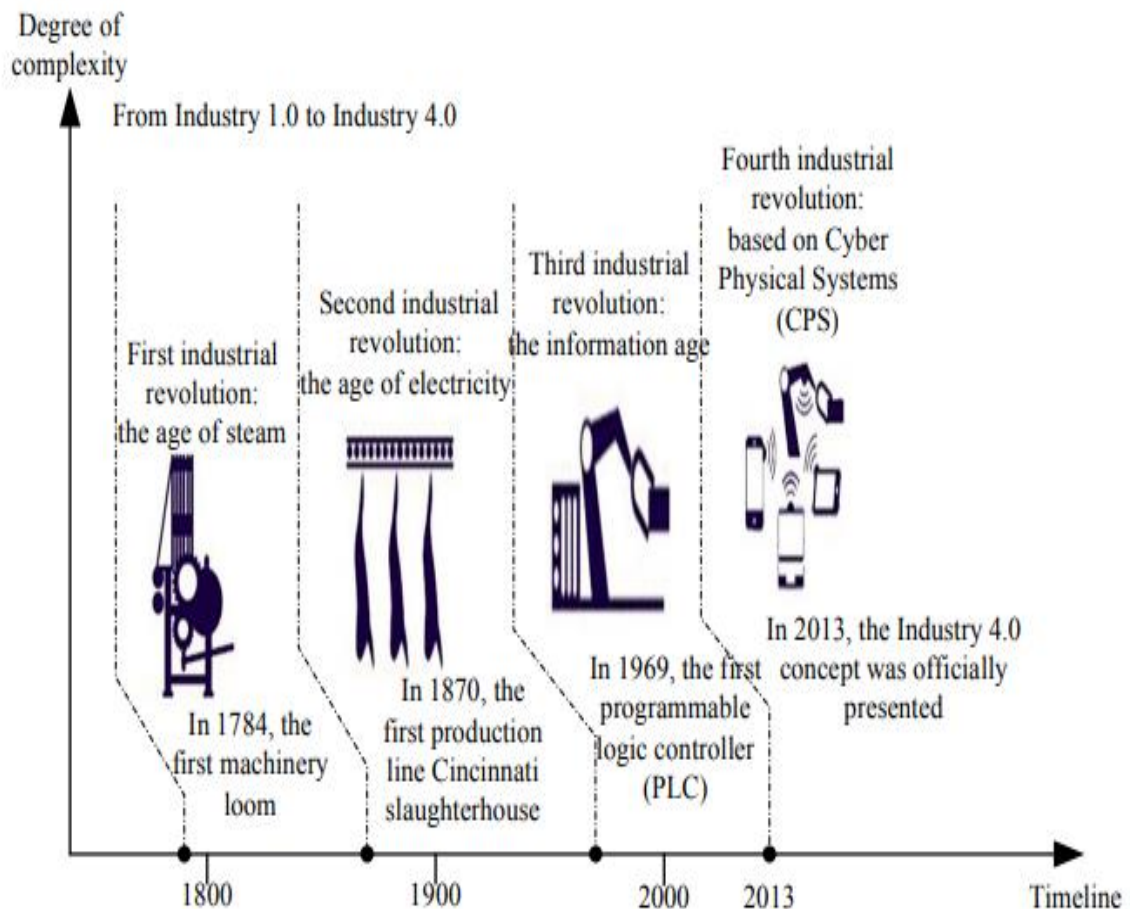 Degree of
complexity
From Industry 1.0 to Industry 4.0
First industrial
revolution:
the age of steam
In 1784, the
first machinery
loom
Second industrial
revolution:
the age of electricity
In 1870, the
first production
line Cincinnati
slaughterhouse
Third industrial
revolution:
the information age
In 1969, the first
programmable
logic controller
(PLC)
Fourth industrial
revolution:
based on Cyber
Physical Systems
(CPS)
In 2013, the Industry 4.0
concept was officially
presented
1800
1900
2000
2013
Timeline